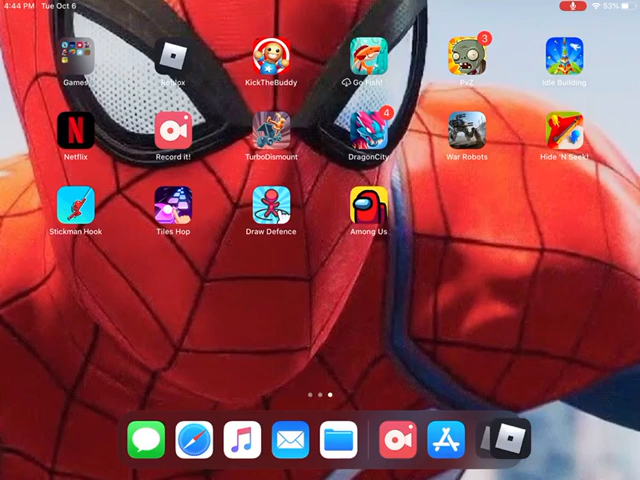 4:44 PM Tue Oct 6 53%
Games Roblox KickTheBuddy Go Fish! 3 PvZ Idle Building
N Netflix Record it! TurboDismount 4 DragonCity War Robots Hide 'N Seek!
Stickman Hook Tiles Hop Draw Defence Among Us